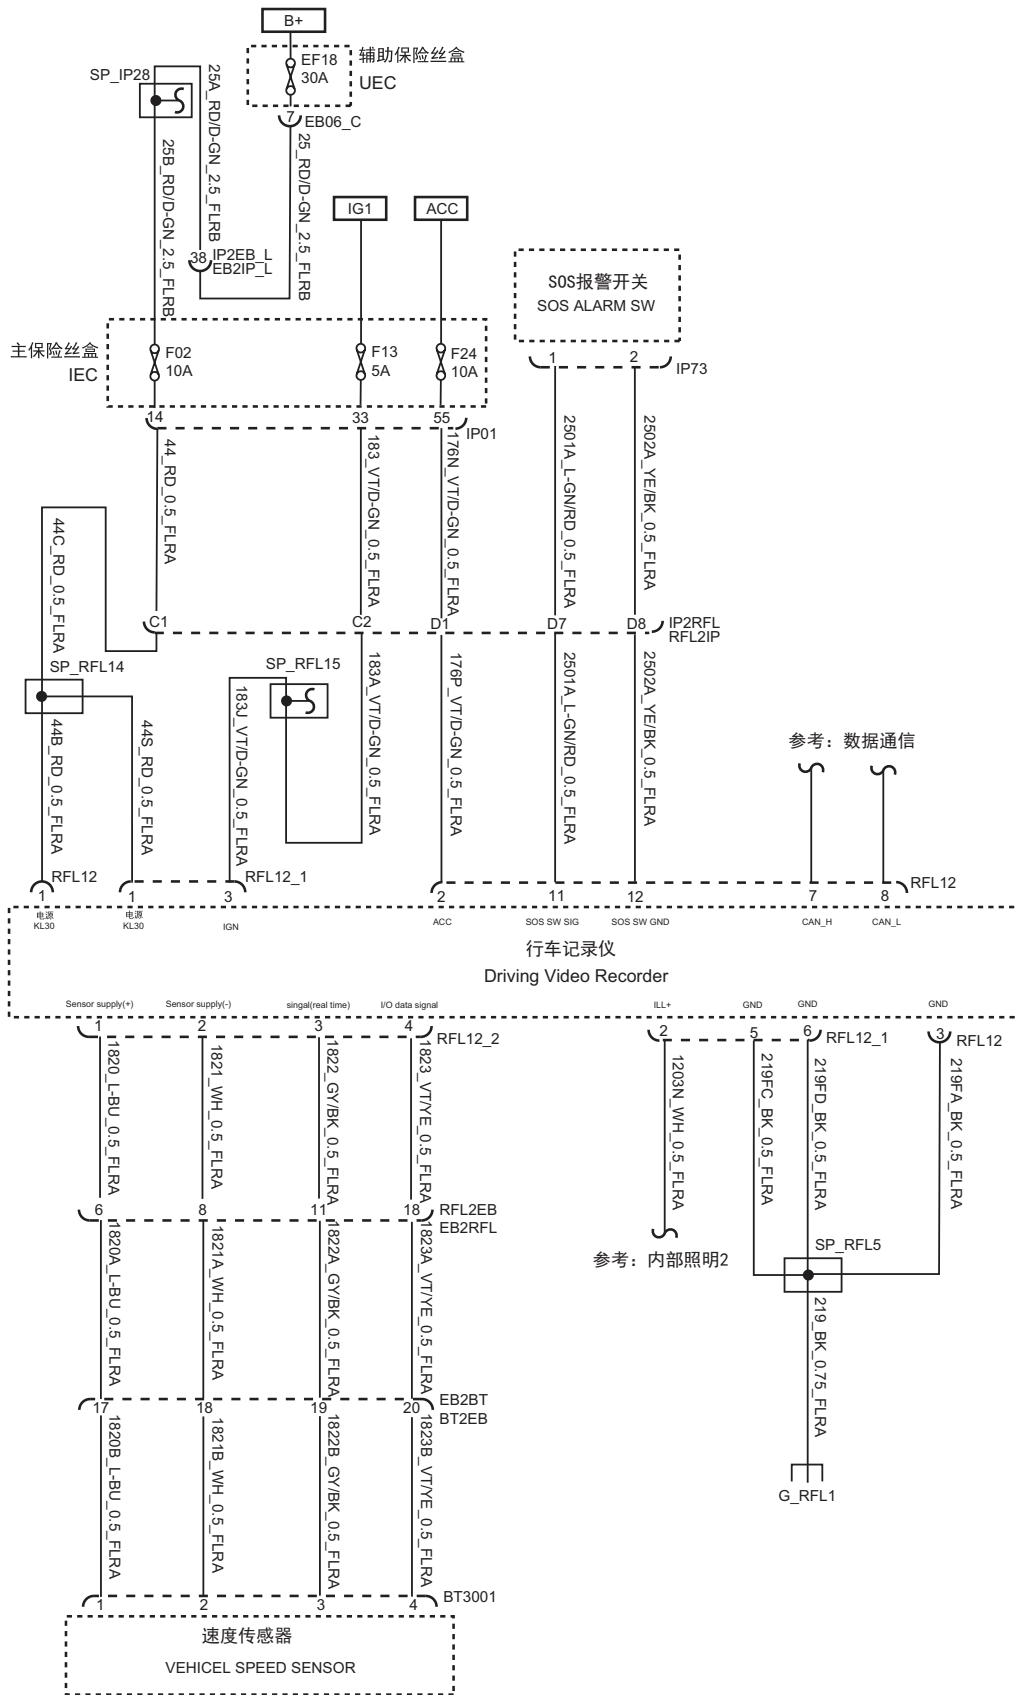 B+
EF18
30A
辅助保险丝盒
UEC
7
EB06_C
SP_IP28
25A_RD/D-GN_2.5_FLRB
25B_RD/D-GN_2.5_FLRB
25_RD/D-GN_2.5_FLRB
38
IP2EB_L
EB2IP_L
IG1
ACC
SOS报警开关
SOS ALARM SW
1
2
IP73
主保险丝盒
IEC
F02
10A
F13
5A
F24
10A
14
33
55
IP01
44_RD_0.5_FLRA
183_VT/D-GN_0.5_FLRA
176N_VT/D-GN_0.5_FLRA
2501A_L-GN/RD_0.5_FLRA
2502A_YE/BK_0.5_FLRA
44C_RD_0.5_FLRA
C1
C2
D1
D7
D8
IP2RFL
RFL2IP
SP_RFL14
SP_RFL15
44B_RD_0.5_FLRA
44S_RD_0.5_FLRA
183J_VT/D-GN_0.5_FLRA
183A_VT/D-GN_0.5_FLRA
176P_VT/D-GN_0.5_FLRA
2501A_L-GN/RD_0.5_FLRA
2502A_YE/BK_0.5_FLRA
参考：数据通信
1
RFL12
1
3
RFL12_1
2
11
12
7
8
RFL12
电源
KL30
电源
KL30
IGN
ACC
SOS SW SIG
SOS SW GND
CAN_H
CAN_L
行车记录仪
Driving Video Recorder
Sensor supply(+)
Sensor supply(-)
singal(real time)
I/O data signal
ILL+
GND
GND
GND
1
2
3
4
RFL12_2
2
5
6
RFL12_1
3
RFL12
1820_L-BU_0.5_FLRA
1821_WH_0.5_FLRA
1822_GY/BK_0.5_FLRA
1823_VT/YE_0.5_FLRA
1203N_WH_0.5_FLRA
219FC_BK_0.5_FLRA
219FD_BK_0.5_FLRA
219FA_BK_0.5_FLRA
6
8
11
18
RFL2EB
EB2RFL
参考：内部照明2
SP_RFL5
1820A_L-BU_0.5_FLRA
1821A_WH_0.5_FLRA
1822A_GY/BK_0.5_FLRA
1823A_VT/YE_0.5_FLRA
219_BK_0.75_FLRA
17
18
19
20
EB2BT
BT2EB
1820B_L-BU_0.5_FLRA
1821B_WH_0.5_FLRA
1822B_GY/BK_0.5_FLRA
1823B_VT/YE_0.5_FLRA
G_RFL1
1
2
3
4
BT3001
速度传感器
VEHICEL SPEED SENSOR